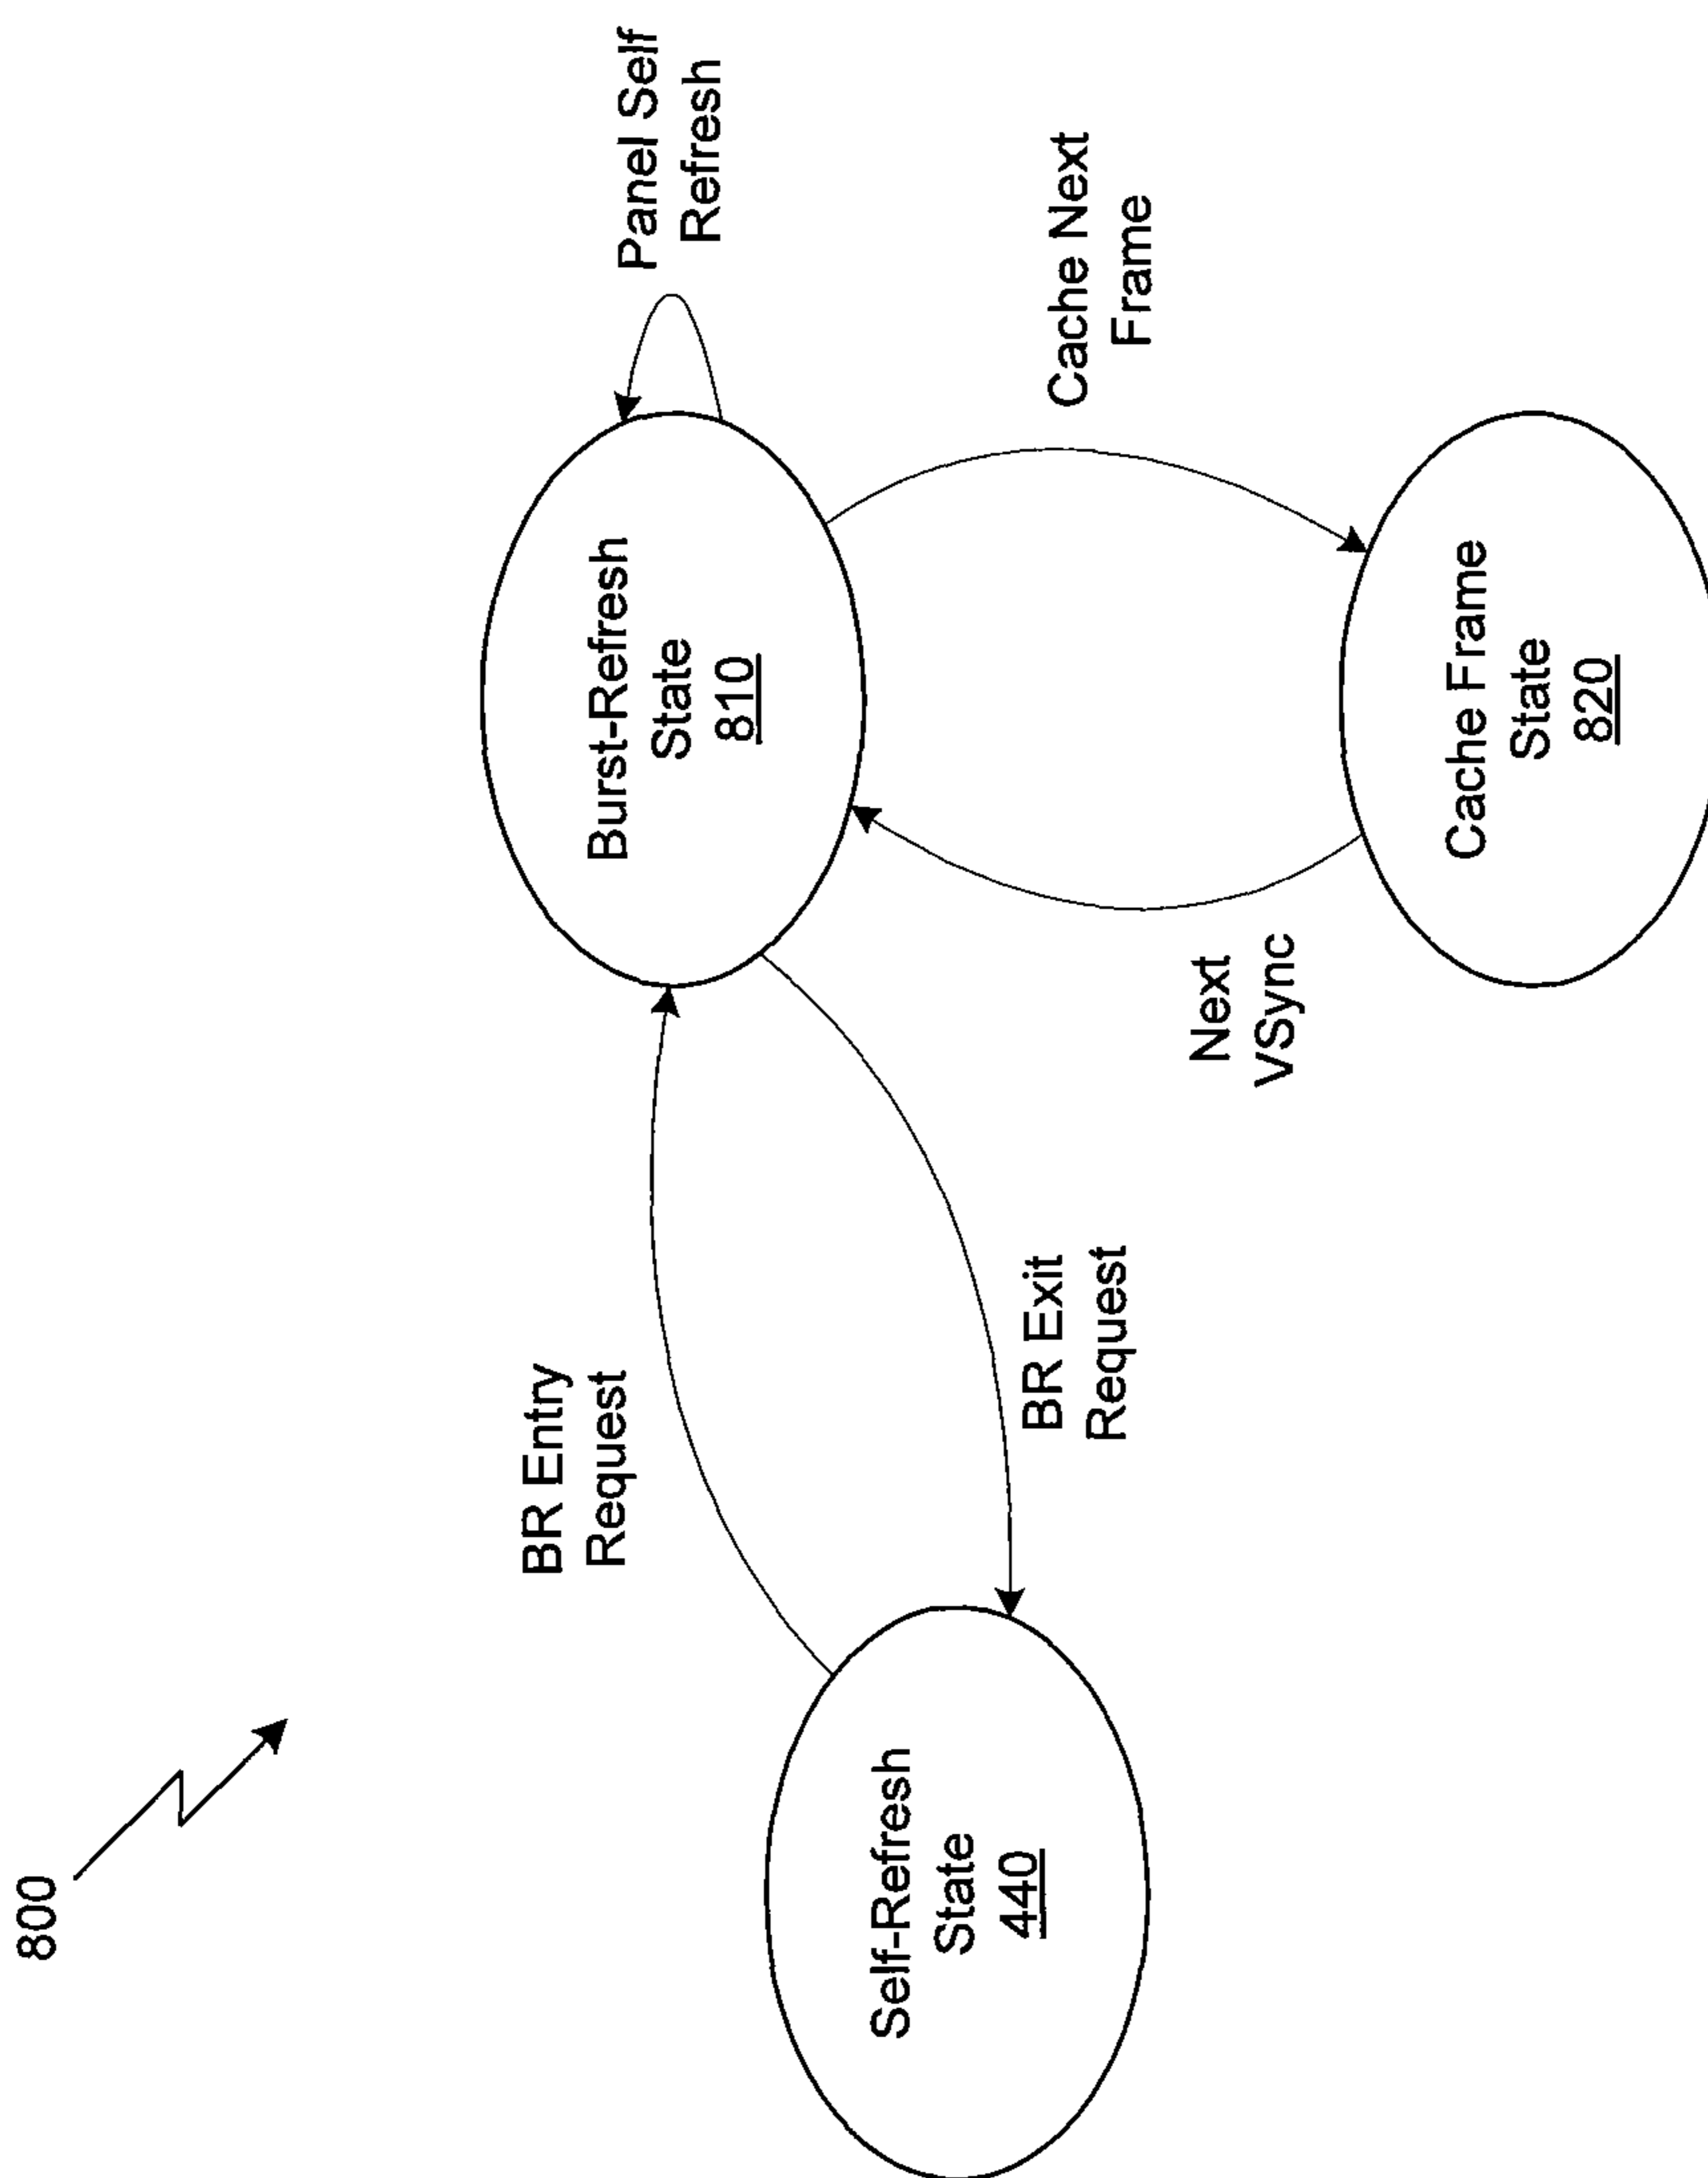 800
BR Entry
Request
Self-Refresh
State
440
BR Exit
Request
Burst-Refresh
State
810
Panel Self
Refresh
Next
VSync
Cache Next
Frame
Cache Frame
State
820